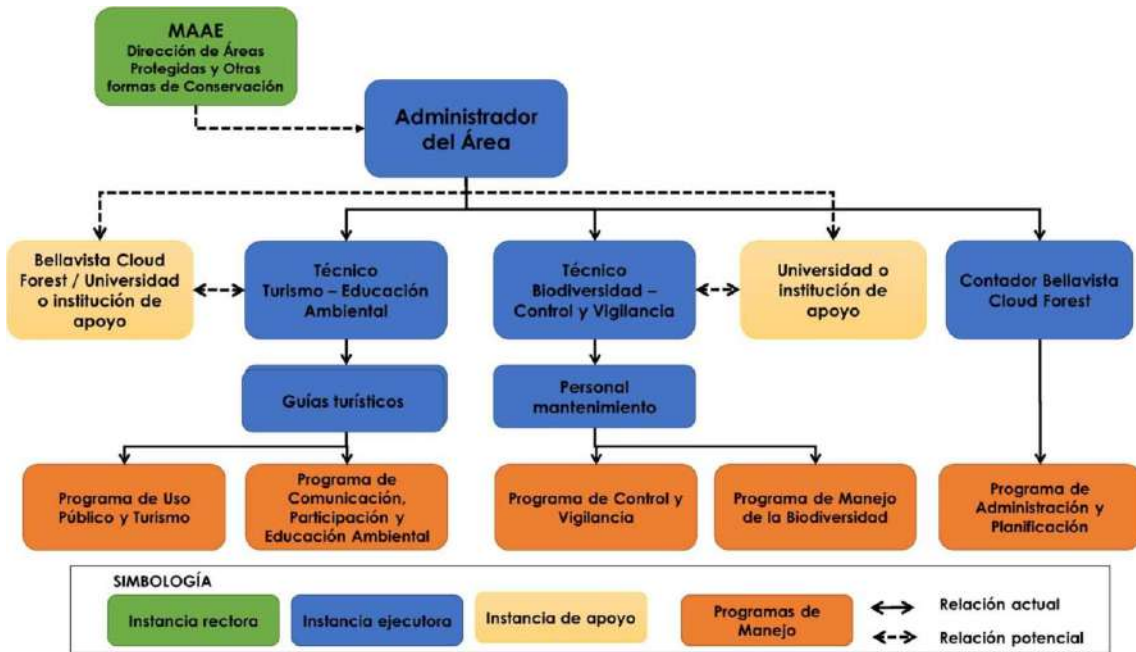 MAAE
Dirección de Áreas
Protegidas y Otras
formas de Conservación
Administrador
del Área
Bellavista Cloud
Forest / Universidad
o institución de
apoyo
Técnico
Turismo – Educación
Ambiental
Técnico
Biodiversidad –
Control y Vigilancia
Universidad o
institución de
apoyo
Contador Bellavista
Cloud Forest
Guías turísticos
Personal
mantenimiento
Programa de Uso
Público y Turismo
Programa de
Comunicación,
Participación y
Educación Ambiental
Programa de Control y
Vigilancia
Programa de Manejo
de la Biodiversidad
Programa de
Administración y
Planificación
SIMBOLOGÍA
Instancia rectora
Instancia ejecutora
Instancia de apoyo
Programas de
Manejo
Relación actual
Relación potencial